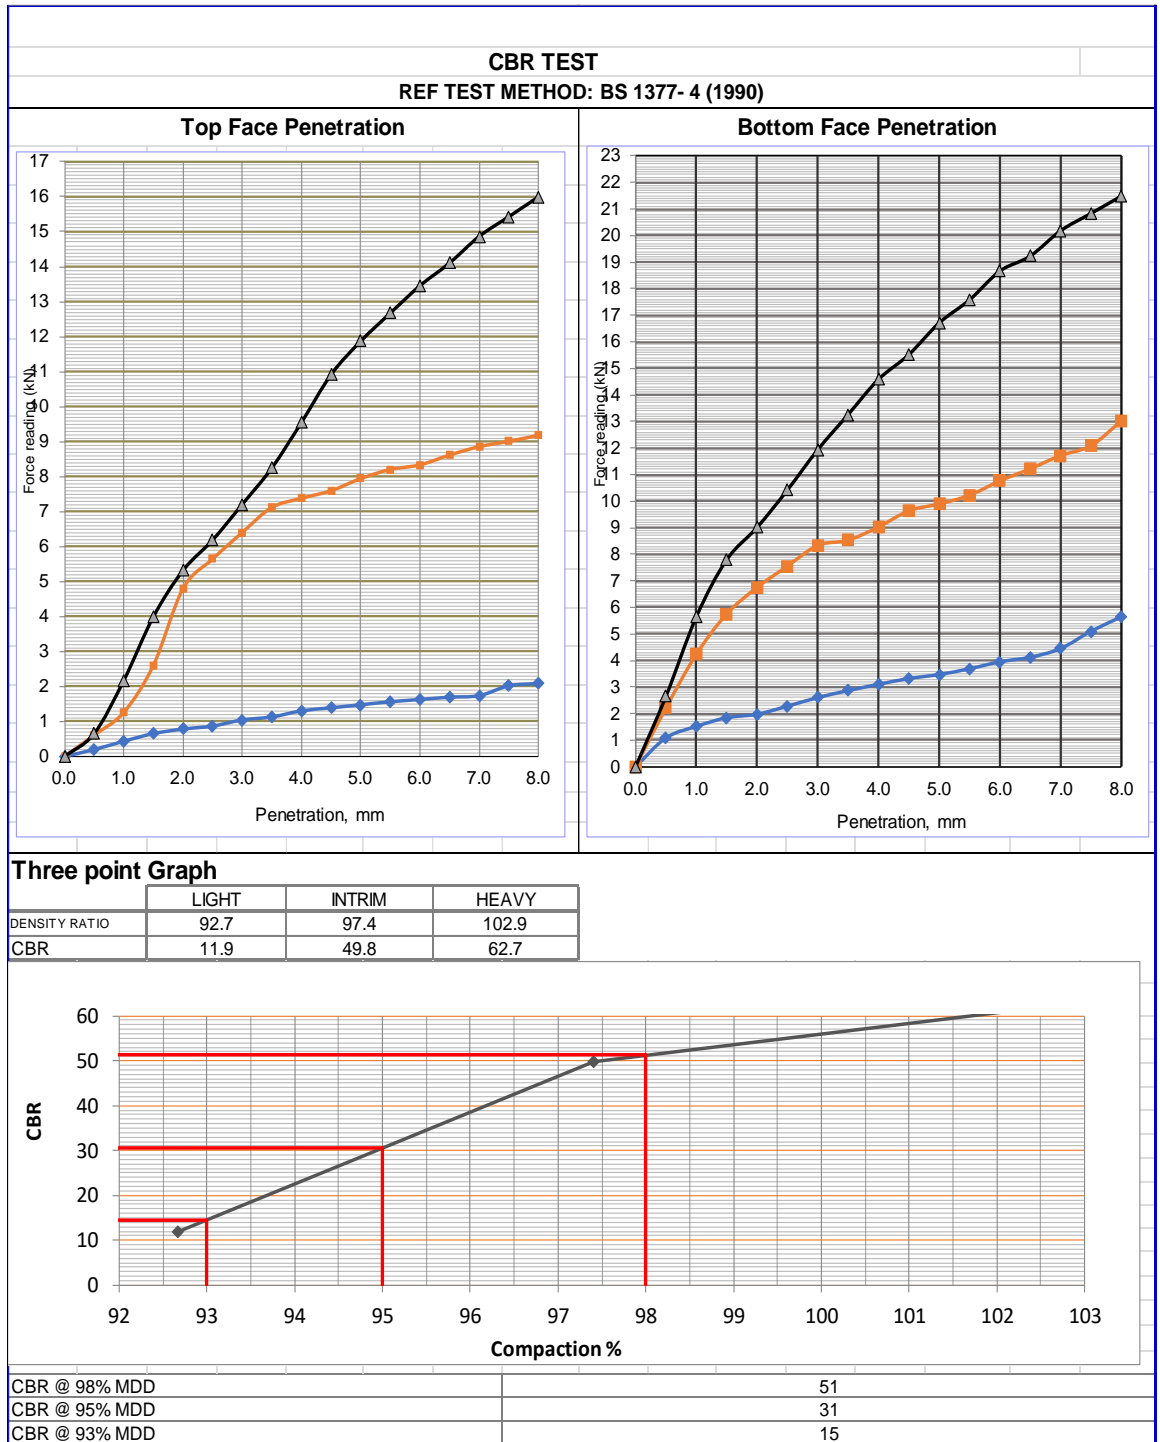 CBR TEST
REF TEST METHOD: BS 1377- 4 (1990)
Top Face Penetration
17
16
15
14
13
12
11
10
9
8
7
6
5
4
3
2
1
0
Force reading (kN)
0.0 1.0 2.0 3.0 4.0 5.0 6.0 7.0 8.0
Penetration, mm
Bottom Face Penetration
23
22
21
20
19
18
17
16
15
14
13
12
11
10
9
8
7
6
5
4
3
2
1
0
Force reading (kN)
0.0 1.0 2.0 3.0 4.0 5.0 6.0 7.0 8.0
Penetration, mm
Three point Graph
LIGHT INTRIM HEAVY
DENSITY RATIO 92.7 97.4 102.9
CBR 11.9 49.8 62.7
60
50
40
30
20
10
0
CBR
92 93 94 95 96 97 98 99 100 101 102 103
Compaction %
CBR @ 98% MDD 51
CBR @ 95% MDD 31
CBR @ 93% MDD 15